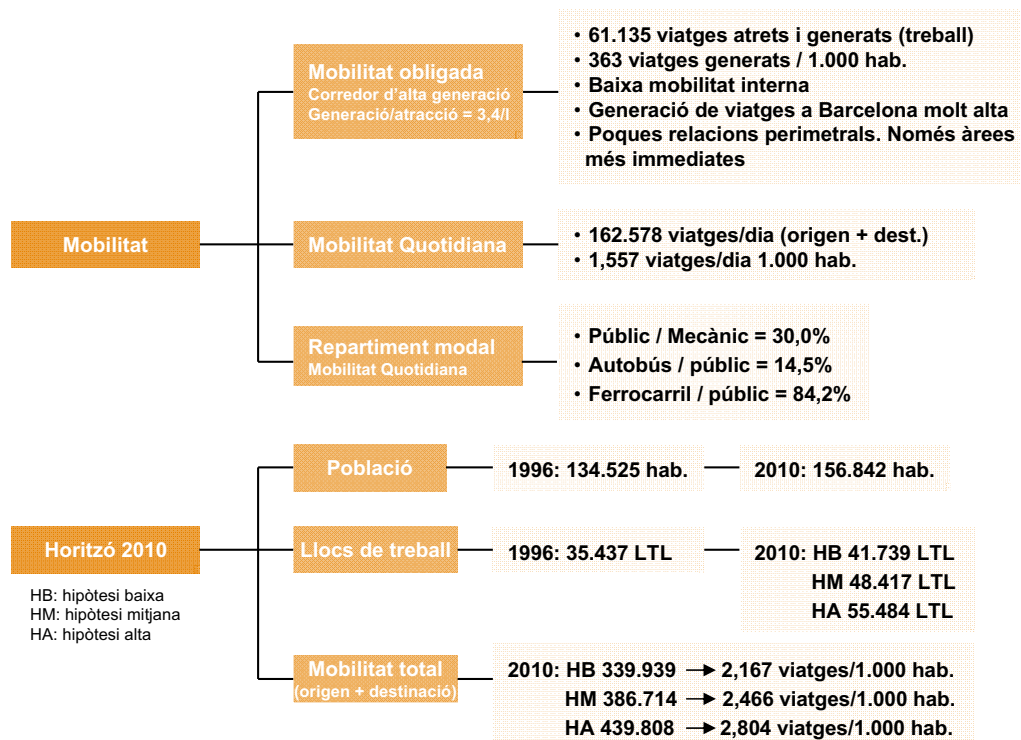 Mobilitat
Mobilitat obligada
Corredor d'alta generació
Generació/atracció = 3,4/l
• 61.135 viatges atrets i generats (treball)
• 363 viatges generats / 1.000 hab.
• Baixa mobilitat interna
• Generació de viatges a Barcelona molt alta
• Poques relacions perimetrals. Només àrees
més immediates
Mobilitat Quotidiana
• 162.578 viatges/dia (origen + dest.)
• 1,557 viatges/dia 1.000 hab.
Repartiment modal
Mobilitat Quotidiana
• Públic / Mecànic = 30,0%
• Autobús / públic = 14,5%
• Ferrocarril / públic = 84,2%
Horitzó 2010
HB: hipòtesi baixa
HM: hipòtesi mitjana
HA: hipòtesi alta
Població
1996: 134.525 hab.
2010: 156.842 hab.
Llocs de treball
1996: 35.437 LTL
2010: HB 41.739 LTL
HM 48.417 LTL
HA 55.484 LTL
Mobilitat total
(origen + destinació)
2010: HB 339.939 → 2,167 viatges/1.000 hab.
HM 386.714 → 2,466 viatges/1.000 hab.
HA 439.808 → 2,804 viatges/1.000 hab.